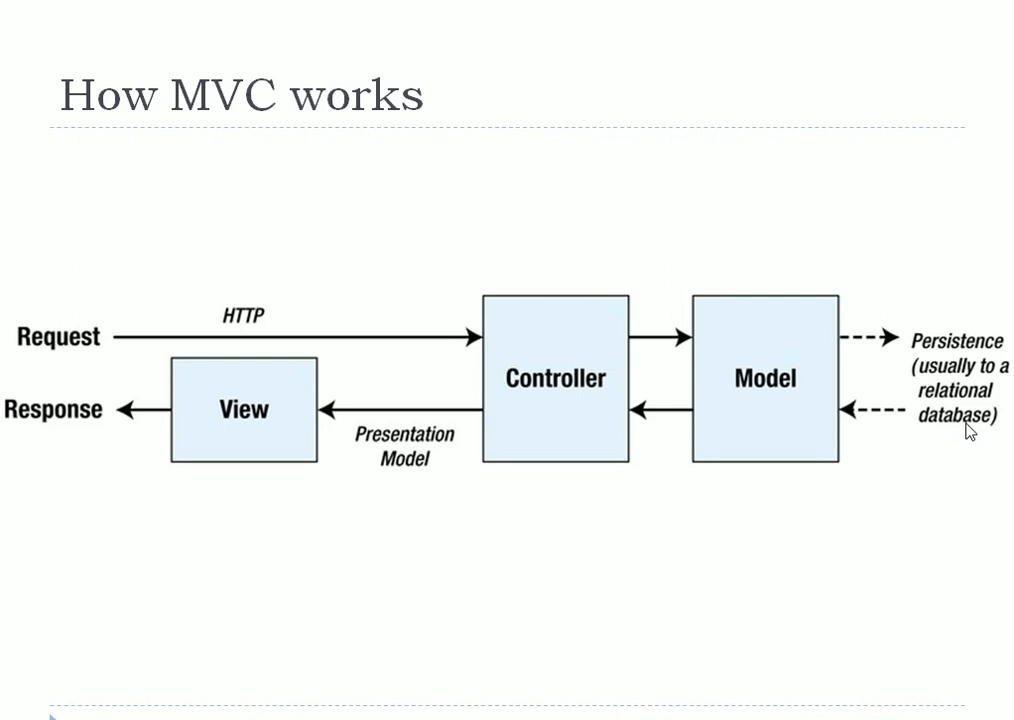 How MVC works
HTTP
Request
Response
View
Presentation
Model
Controller
Model
Persistence
(usually to a
relational
database)